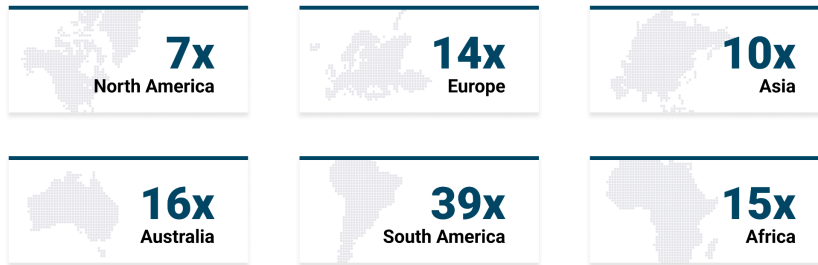 7x
North America
14x
Europe
10x
Asia
16x
Australia
39x
South America
15x
Africa